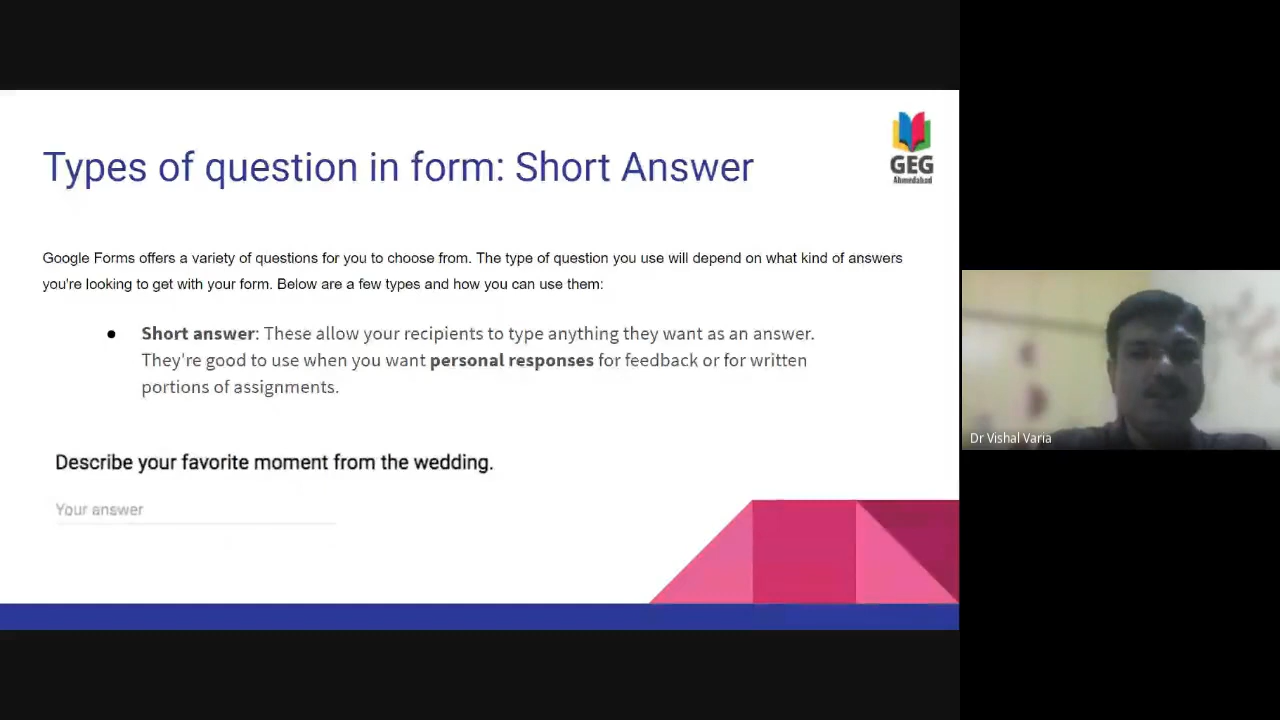 GEG
Ahmedabad
Types of question in form: Short Answer
Google Forms offers a variety of questions for you to choose from. The type of question you use will depend on what kind of answers
you're looking to get with your form. Below are a few types and how you can use them:
● Short answer: These allow your recipients to type anything they want as an answer.
They're good to use when you want personal responses for feedback or for written
portions of assignments.
Describe your favorite moment from the wedding.
Your answer
Dr Vishal Varia